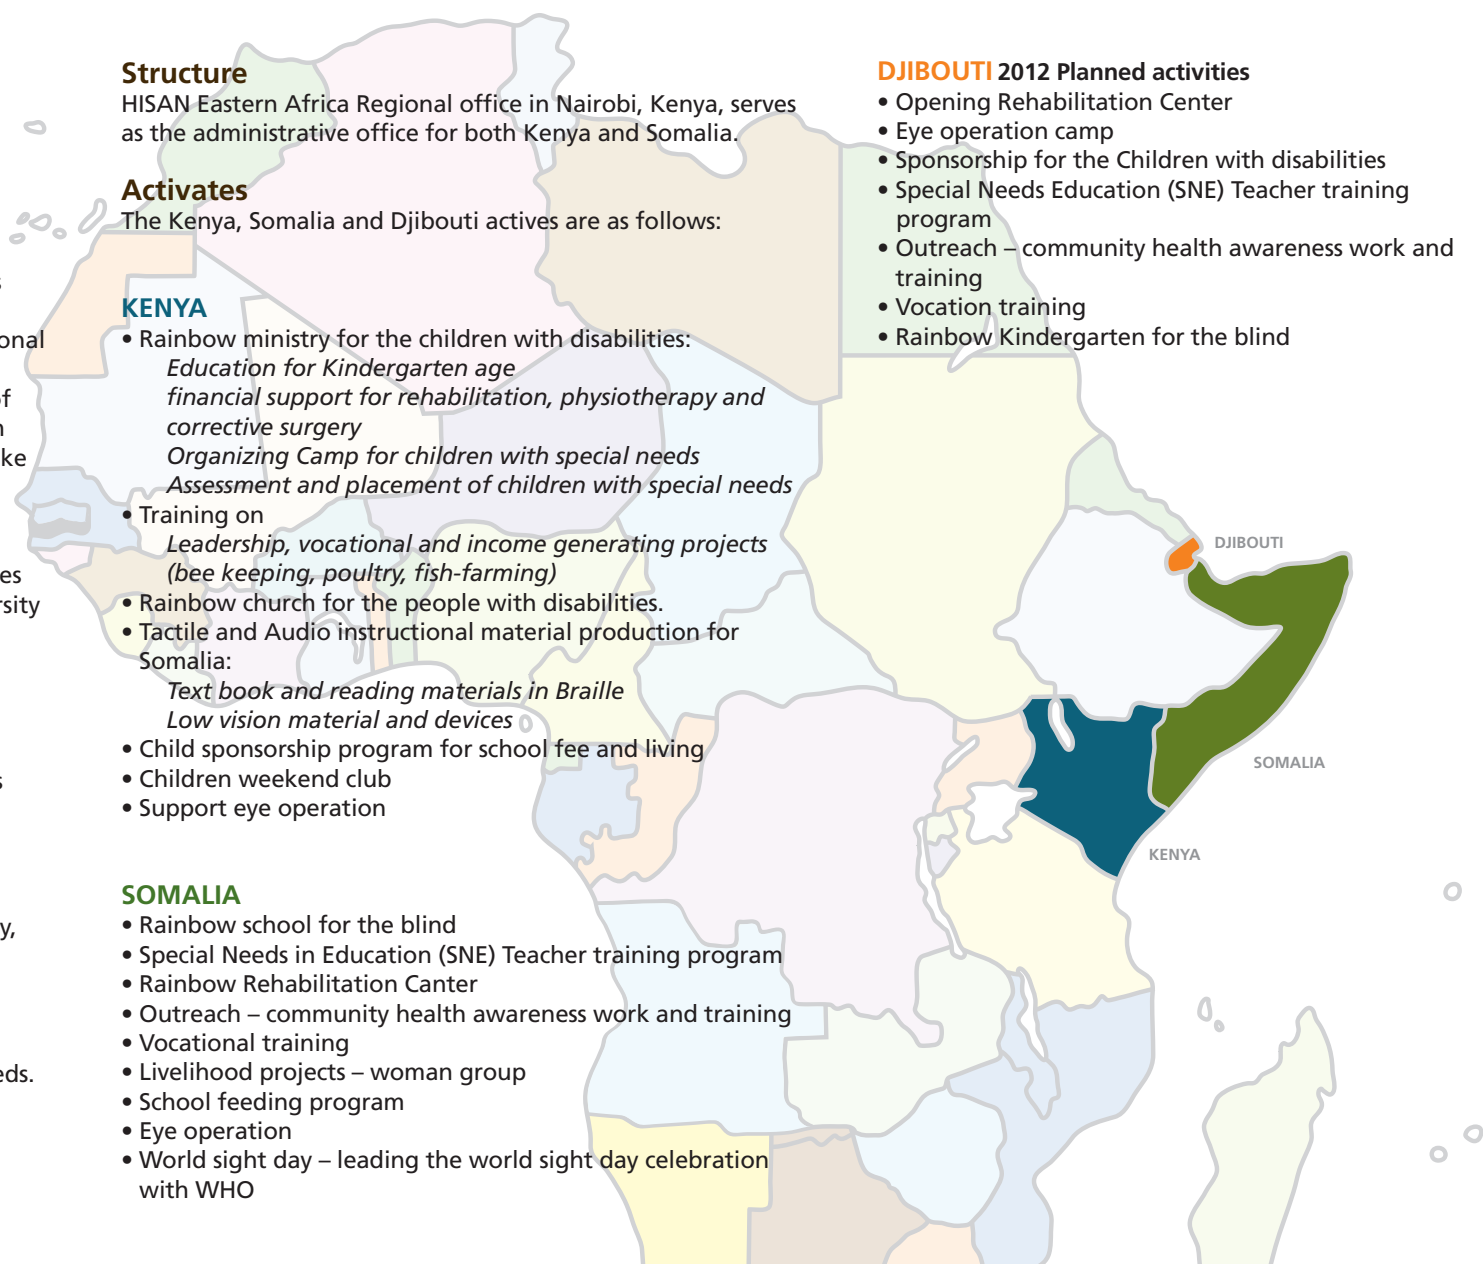 Structure
HISAN Eastern Africa Regional office in Nairobi, Kenya, serves
as the administrative office for both Kenya and Somalia.
Activates
The Kenya, Somalia and Djibouti actives are as follows:
KENYA
• Rainbow ministry for the children with disabilities:
Education for Kindergarten age
financial support for rehabilitation, physiotherapy and
corrective surgery
Organizing Camp for children with special needs
Assessment and placement of children with special needs
• Training on
Leadership, vocational and income generating projects
(bee keeping, poultry, fish-farming)
• Rainbow church for the people with disabilities.
• Tactile and Audio instructional material production for
Somalia:
Text book and reading materials in Braille
Low vision material and devices
• Child sponsorship program for school fee and living
• Children weekend club
• Support eye operation
SOMALIA
• Rainbow school for the blind
• Special Needs in Education (SNE) Teacher training program
• Rainbow Rehabilitation Canter
• Outreach – community health awareness work and training
• Vocational training
• Livelihood projects – woman group
• School feeding program
• Eye operation
• World sight day – leading the world sight day celebration
with WHO
DJIBOUTI 2012 Planned activities
• Opening Rehabilitation Center
• Eye operation camp
• Sponsorship for the Children with disabilities
• Special Needs Education (SNE) Teacher training
program
• Outreach – community health awareness work and
training
• Vocation training
• Rainbow Kindergarten for the blind
DJIBOUTI
SOMALIA
KENYA